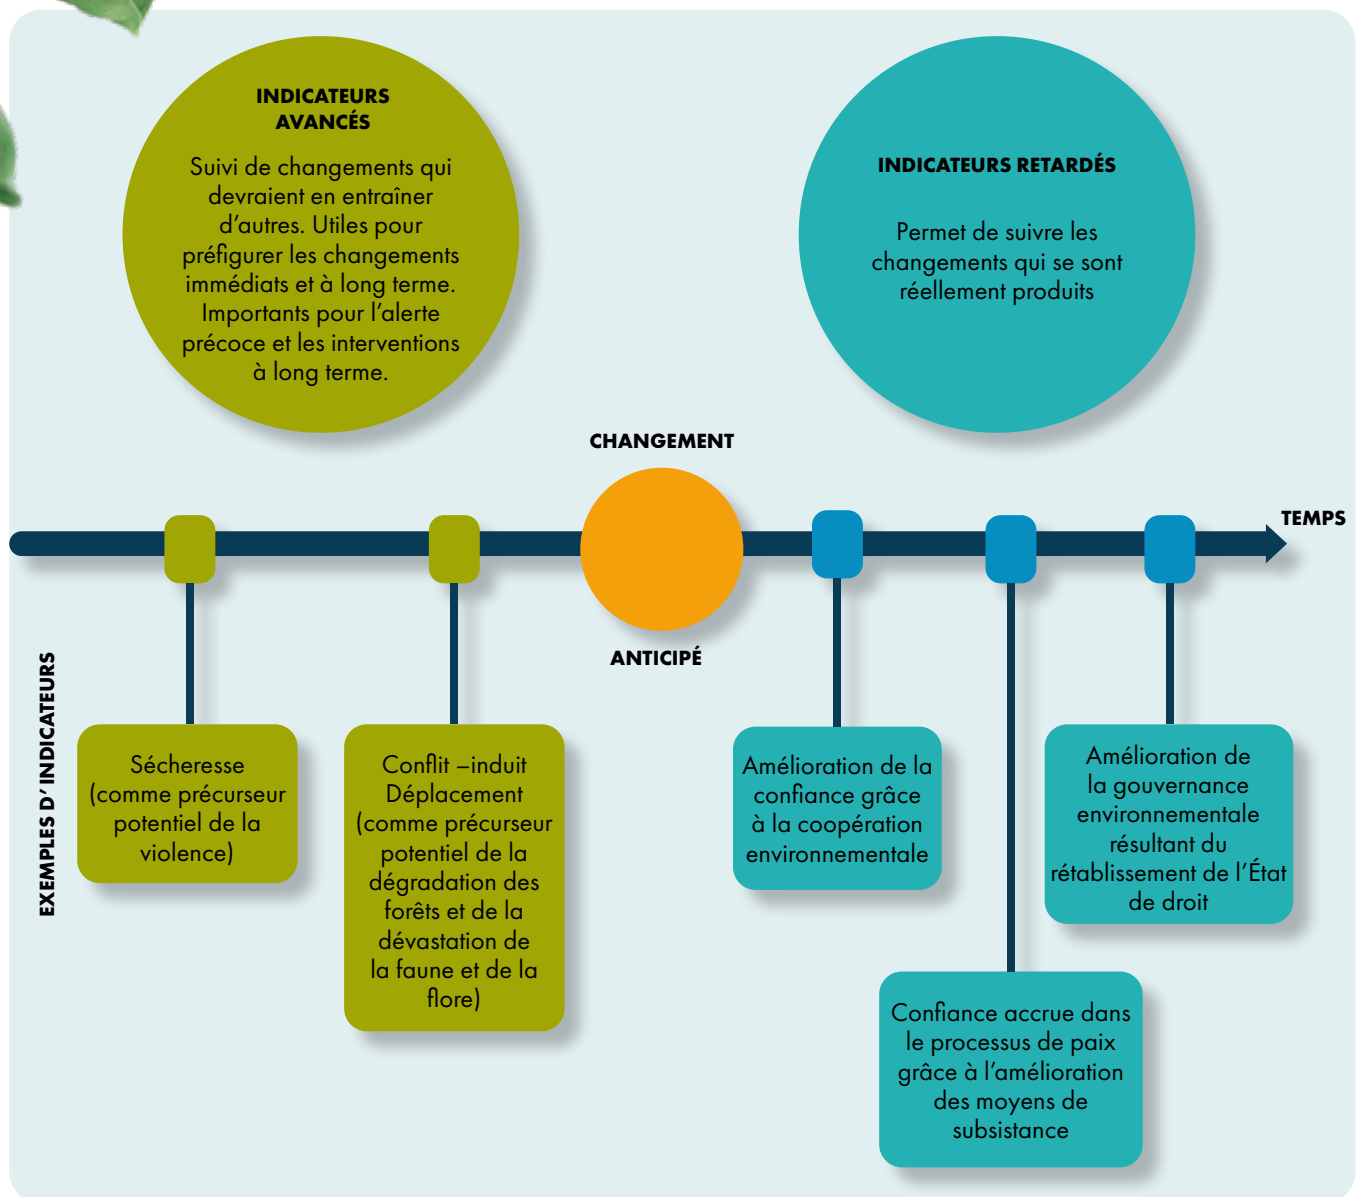 INDICATEURS
AVANCÉS
Suivi de changements qui
devraient en entraîner
d’autres. Utiles pour
préfigurer les changements
immédiats et à long terme.
Importants pour l’alerte
précoce et les interventions
à long terme.
INDICATEURS RETARDÉS
Permet de suivre les
changements qui se sont
réellement produits
CHANGEMENT
ANTICIPÉ
TEMPS
EXEMPLES D’INDICATEURS
Sécheresse
(comme précurseur
potentiel de la
violence)
Conflit –induit
Déplacement
(comme précurseur
potentiel de la
dégradation des
forêts et de la
dévastation de
la faune et de la
flore)
Amélioration de la
confiance grâce
à la coopération
environnementale
Confiance accrue dans
le processus de paix
grâce à l’amélioration
des moyens de
subsistance
Amélioration de
la gouvernance
environnementale
résultant du
rétablissement de l’État
de droit